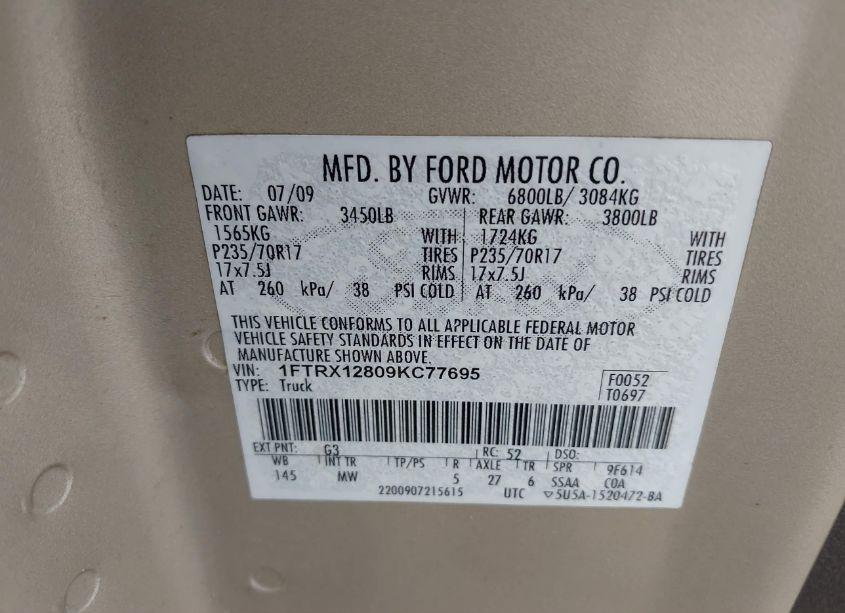 MFD. BY FORD MOTOR CO.
DATE: 07/09 GVWR: 6800LB/ 3084KG
FRONT GAWR: 3450LB REAR GAWR: 3800LB
1565KG WITH 1724KG WITH
P235/70R17 TIRES P235/70R17 TIRES
17x7.5J RIMS 17x7.5J RIMS
AT 260 kPa/ 38 PSI COLD AT 260 kPa/ 38 PSI COLD
THIS VEHICLE CONFORMS TO ALL APPLICABLE FEDERAL MOTOR
VEHICLE SAFETY STANDARDS IN EFFECT ON THE DATE OF
MANUFACTURE SHOWN ABOVE.
VIN: 1FTRX12809KC77695 F0052
TYPE: Truck T0697
EXT PNT: G3 RC: 52 DSO:
WB INT TR TP/PS R AXLE TR SPR 9F614
145 MW 5 27 6 SSAA COA
2200907215615 UTC ▽5U5A-1520472-BA